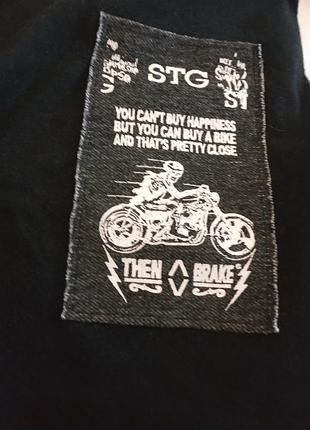 STG
YOU CAN'T BUY HAPPINESS
BUT YOU CAN BUY A BIKE
AND THAT'S PRETTY CLOSE
THEN BRAKE